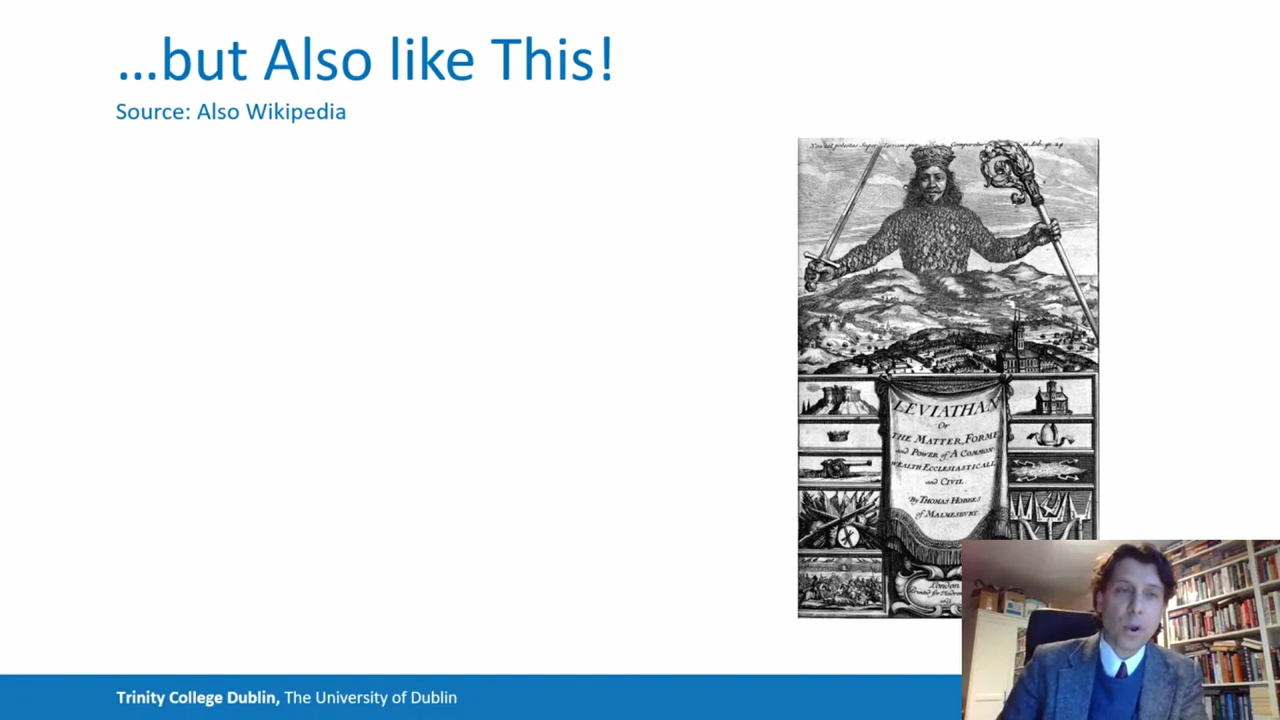 ...but Also like This!
Source: Also Wikipedia
LEVIATHAN
Or
THE MATTER, FORME
and POWER of A COMMON
WEALTH ECCLESIASTICALL
and CIVIL.
By THOMAS HOBBES
of MALMESBURY.
London
Trinity College Dublin, The University of Dublin